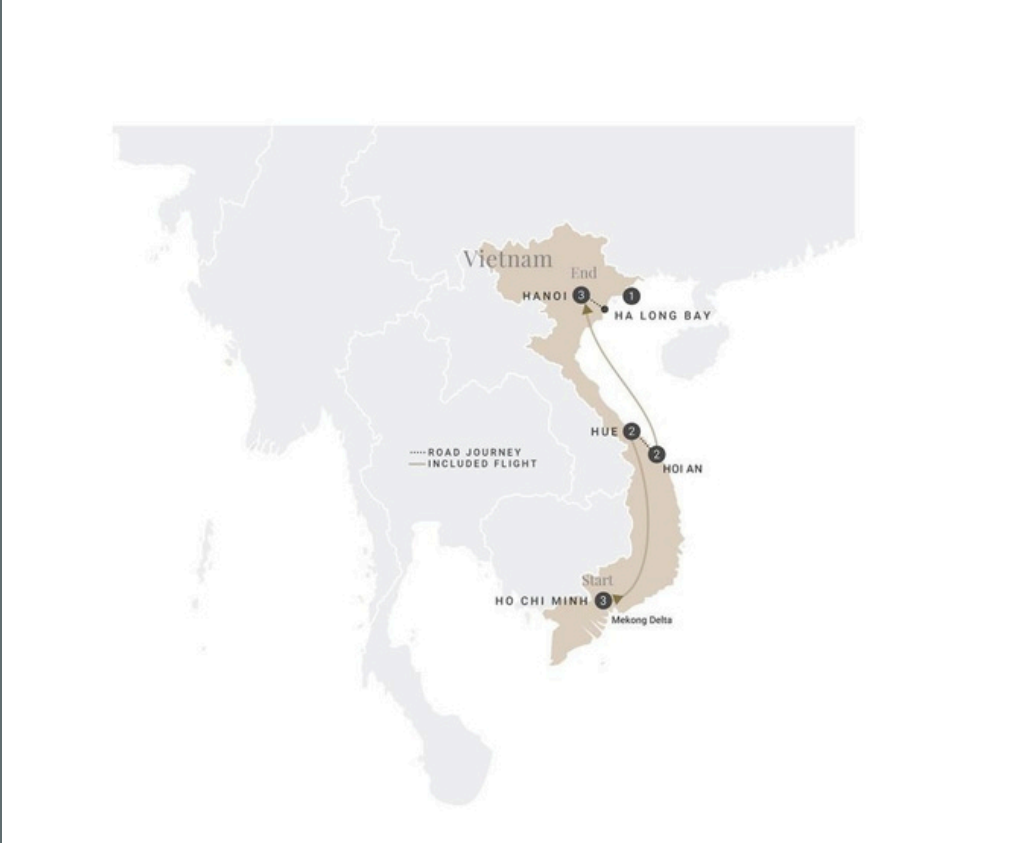 Vietnam
End
HANOI 3
1
HA LONG BAY
HUE 2
2
HOI AN
ROAD JOURNEY
INCLUDED FLIGHT
Start
HO CHI MINH 3
Mekong Delta